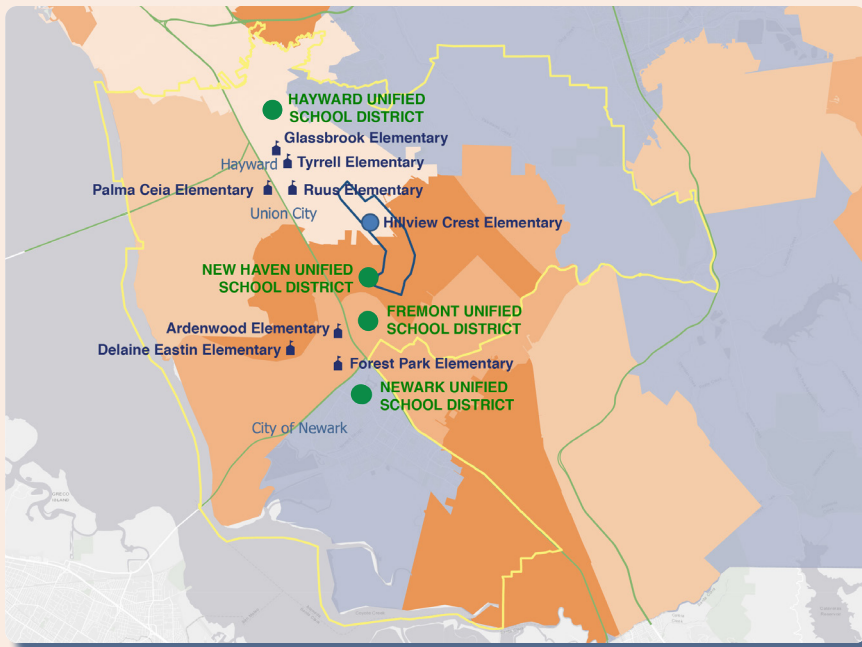 HAYWARD UNIFIED
SCHOOL DISTRICT
Glassbrook Elementary
Hayward
Tyrrell Elementary
Palma Ceia Elementary
Ruus Elementary
Union City
Hillview Crest Elementary
NEW HAVEN UNIFIED
SCHOOL DISTRICT
FREMONT UNIFIED
SCHOOL DISTRICT
Ardenwood Elementary
Delaine Eastin Elementary
Forest Park Elementary
NEWARK UNIFIED
SCHOOL DISTRICT
City of Newark